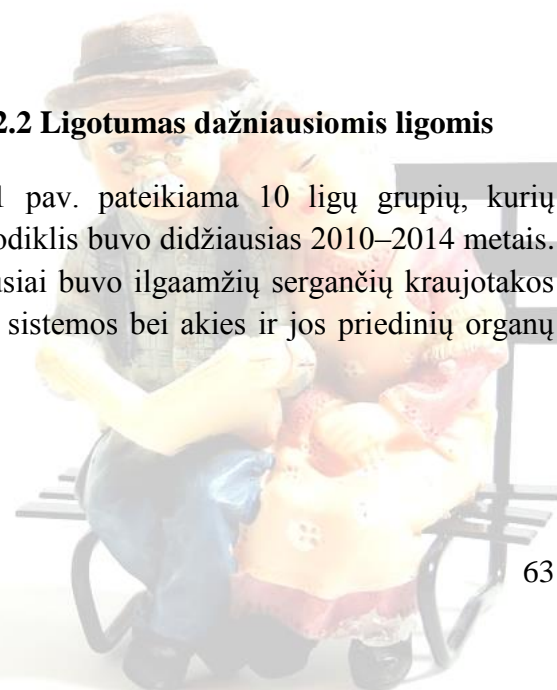 2.2 Ligotumas dažniausiomis ligomis
pav. pateikiama 10 ligų grupių, kurių
odiklis buvo didžiausias 2010–2014 metais.
usiai buvo ilgaamžių sergančių kraujotakos
sistemos bei akies ir jos priedinių organų
63